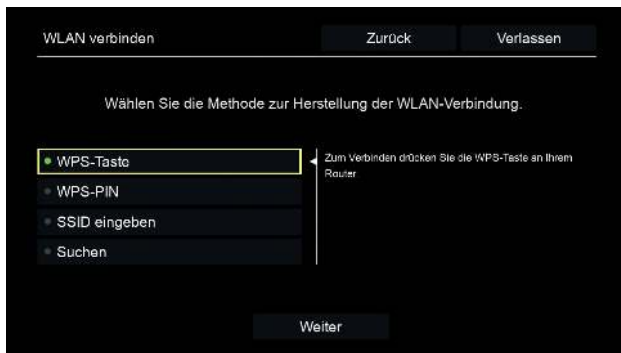 WLAN verbinden Zurück Verlassen
Wählen Sie die Methode zur Herstellung der WLAN-Verbindung.
WPS-Taste
WPS-PIN
SSID eingeben
Suchen
Zum Verbinden drücken Sie die WPS-Taste an Ihrem
Router
Weiter